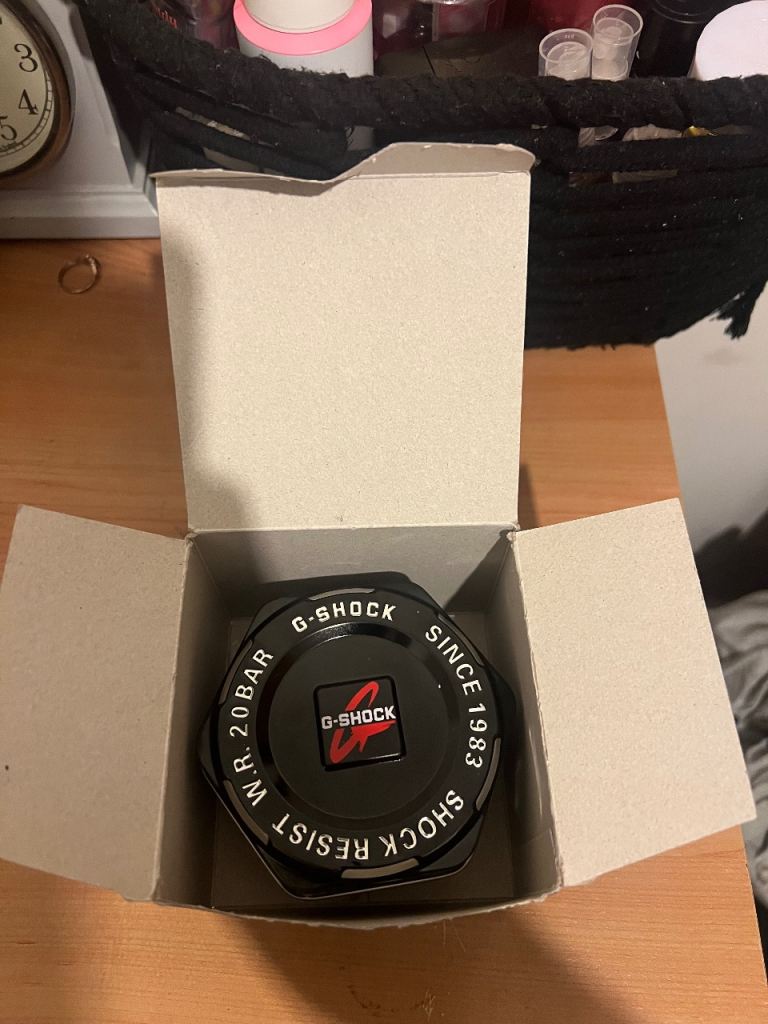 G-SHOCK
SINCE 1983
SHOCK RESIST
W.R. 20 BAR
G-SHOCK
3
4
5